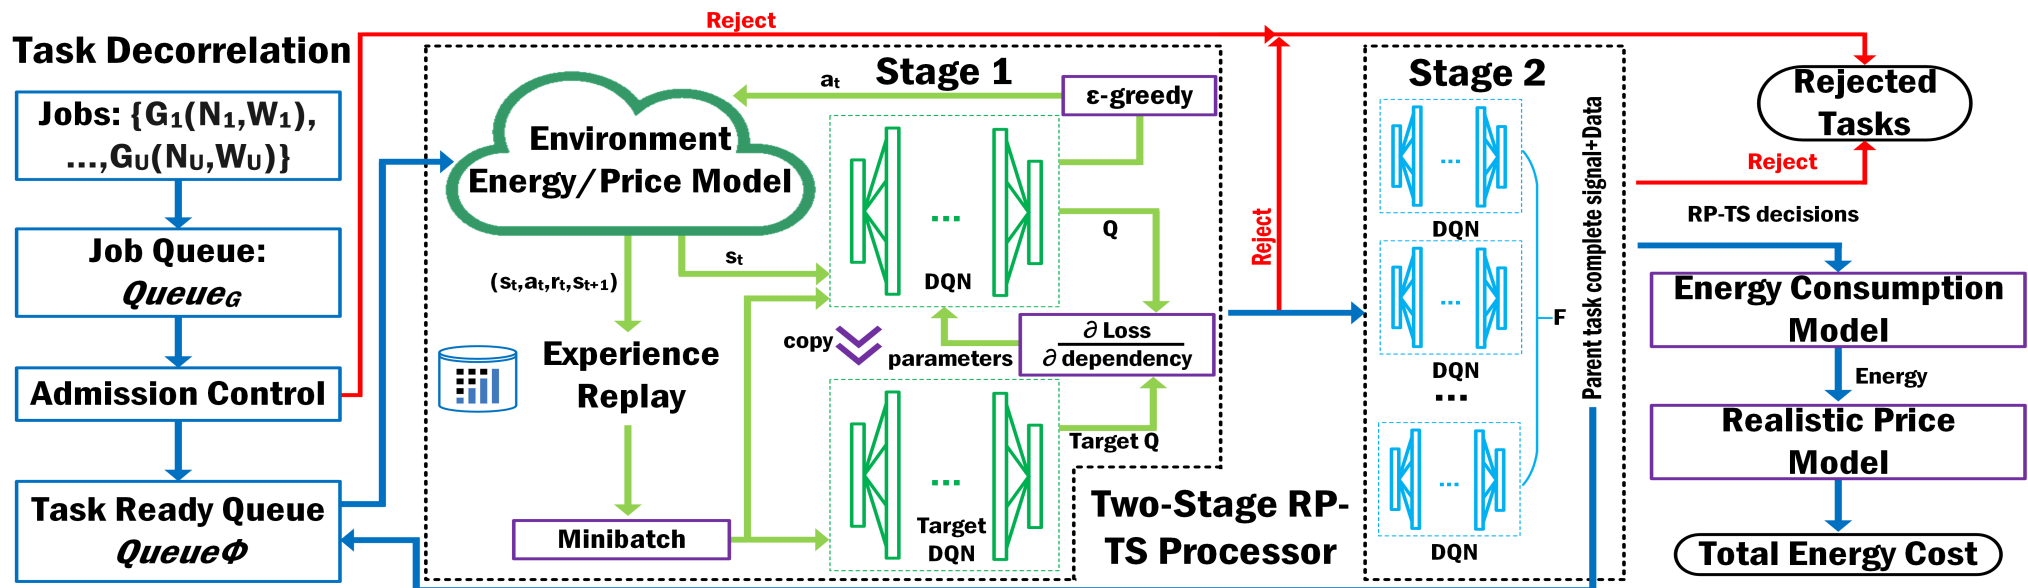 Task Decorrelation
Jobs: {G₁(N₁,W₁),
...,Gᵤ(Nᵤ,Wᵤ)}
Job Queue:
Queue_G
Admission Control
Task Ready Queue
QueueΦ
Reject
Stage 1
aₜ
ε-greedy
Environment
Energy/Price Model
sₜ
(sₜ,aₜ,rₜ,sₜ₊₁)
...
DQN
Q
Experience
Replay
copy
parameters
∂ Loss
∂ dependency
Target Q
...
Target
DQN
Minibatch
Two-Stage RP-
TS Processor
Reject
Stage 2
...
DQN
...
DQN
...
...
DQN
F
Parent task complete signal+Data
Rejected
Tasks
Reject
RP-TS decisions
Energy Consumption
Model
Energy
Realistic Price
Model
Total Energy Cost